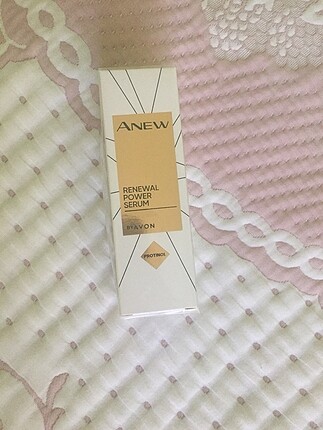 ANEW
RENEWAL
POWER
SERUM
AVON
PROTINOL